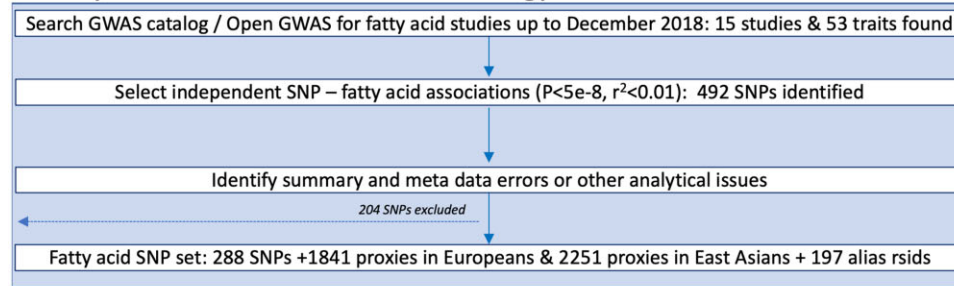 Search GWAS catalog / Open GWAS for fatty acid studies up to December 2018: 15 studies & 53 traits found
Select independent SNP – fatty acid associations (P<5e-8, r²<0.01): 492 SNPs identified
Identify summary and meta data errors or other analytical issues
204 SNPs excluded
Fatty acid SNP set: 288 SNPs +1841 proxies in Europeans & 2251 proxies in East Asians + 197 alias rsids